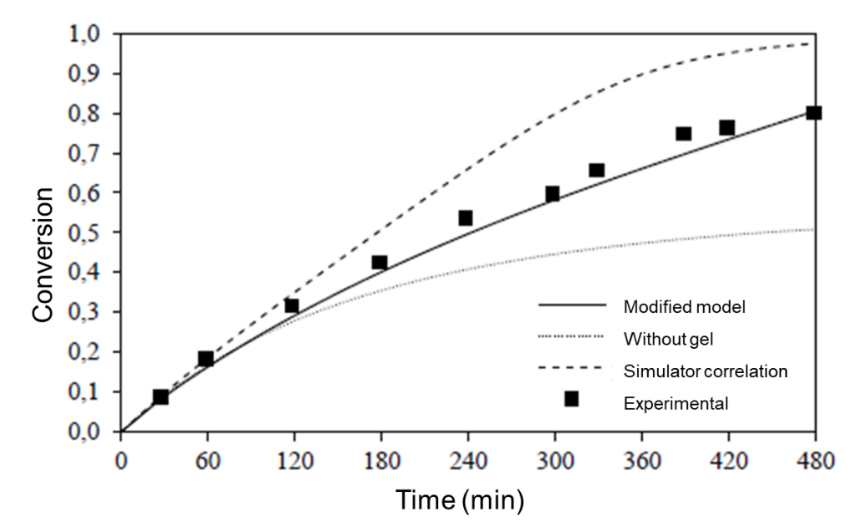 1,0
0,9
0,8
0,7
0,6
0,5
0,4
0,3
0,2
0,1
0,0
Conversion
Modified model
Without gel
Simulator correlation
Experimental
0 60 120 180 240 300 360 420 480
Time (min)